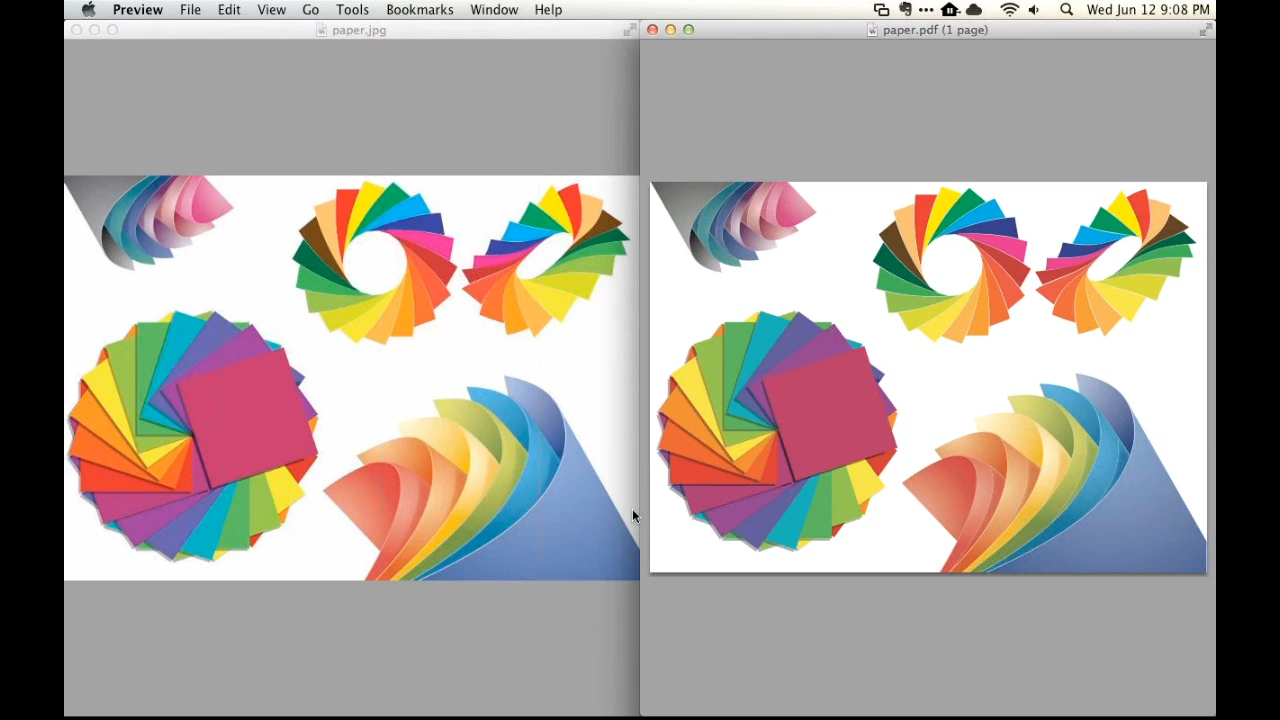 Preview File Edit View Go Tools Bookmarks Window Help Wed Jun 12 9:08 PM
paper.jpg
paper.pdf (1 page)